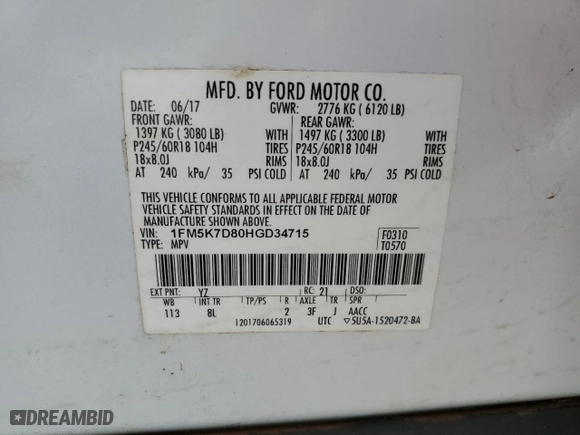 MFD. BY FORD MOTOR CO.
DATE: 06/17 GVWR: 2776 KG ( 6120 LB)
FRONT GAWR: REAR GAWR:
1397 KG ( 3080 LB) WITH 1497 KG ( 3300 LB) WITH
P245/60R18 104H TIRES P245/60R18 104H TIRES
18x8.0J RIMS 18x8.0J RIMS
AT 240 kPa/ 35 PSI COLD AT 240 kPa/ 35 PSI COLD
THIS VEHICLE CONFORMS TO ALL APPLICABLE FEDERAL MOTOR
VEHICLE SAFETY STANDARDS IN EFFECT ON THE DATE OF
MANUFACTURE SHOWN ABOVE.
VIN: 1FM5K7D80HGD34715 F0310
TYPE: MPV T0570
EXT PNT: YZ RC: 21 DSO:
WB INT TR TP/PS R AXLE TR SPR
113 8L 2 3F J AACC
1201706065319 UTC ▽5U5A-1520472-BA
DREAMBID